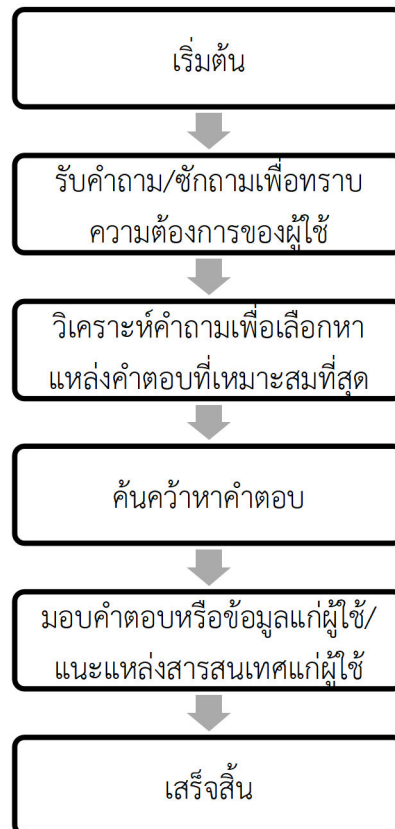 เริ่มต้น
รับคำถาม/ซักถามเพื่อทราบ
ความต้องการของผู้ใช้
วิเคราะห์คำถามเพื่อเลือกหา
แหล่งคำตอบที่เหมาะสมที่สุด
ค้นคว้าหาคำตอบ
มอบคำตอบหรือข้อมูลแก่ผู้ใช้/
แนะแหล่งสารสนเทศแก่ผู้ใช้
เสร็จสิ้น